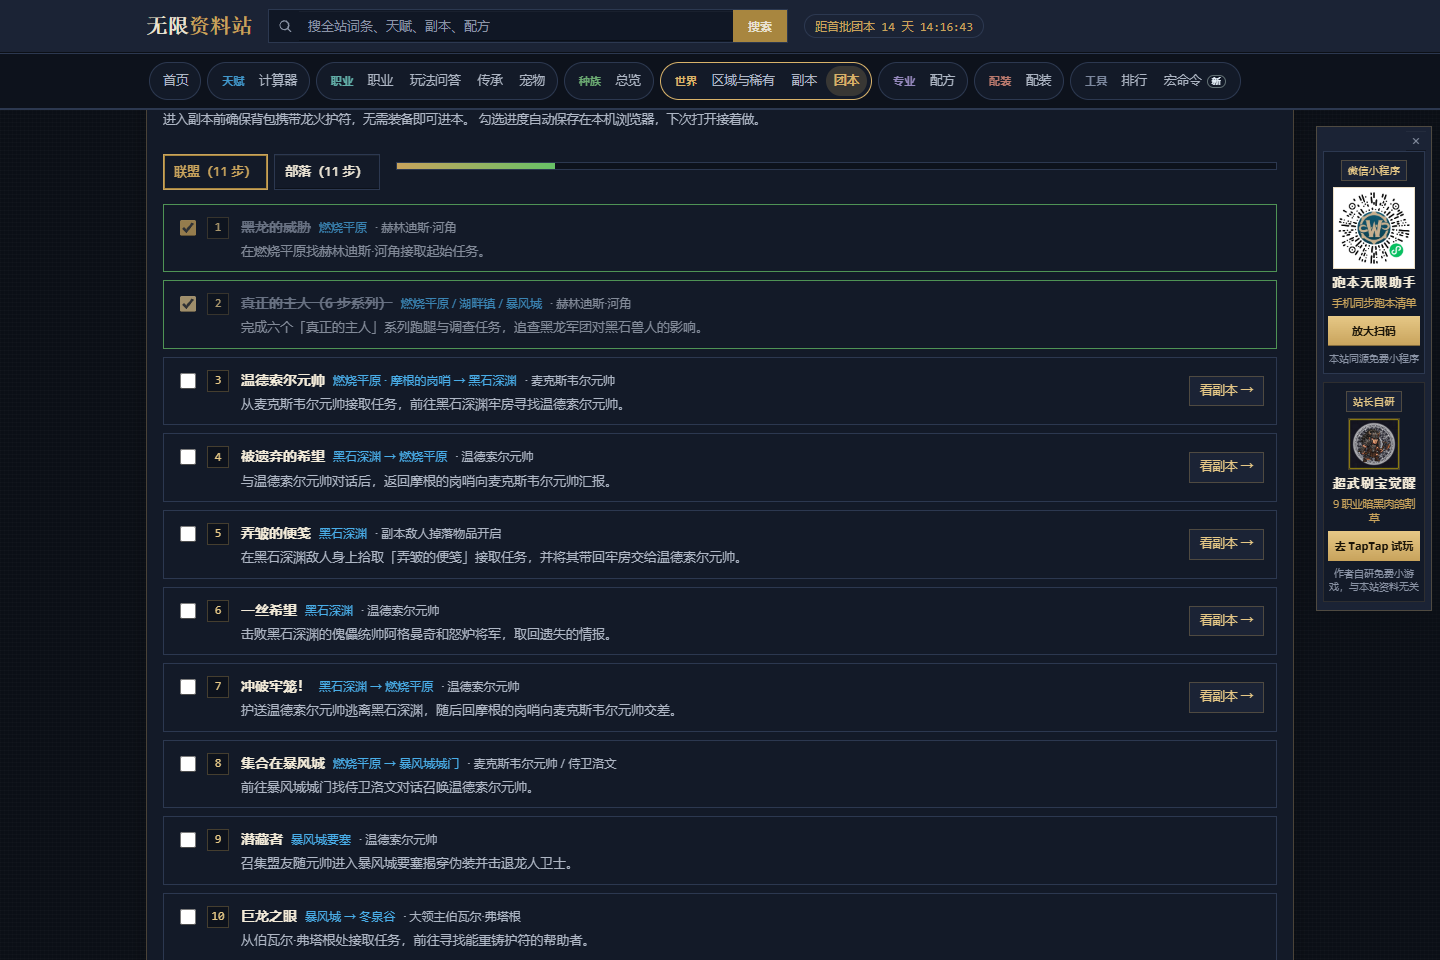 无限资料站
搜全站词条、天赋、副本、配方
搜索
距首批团本 14 天 14:16:43
首页
天赋 计算器
职业 职业 玩法问答 传承 宠物
种族 总览
世界 区域与稀有 副本 团本
专业 配方
配装 配装
工具 排行 宏命令 新
进入副本前确保背包携带龙火护符，无需装备即可进本。 勾选进度自动保存在本机浏览器，下次打开接着做。
联盟（11 步）
部落（11 步）
1 黑龙的威胁 燃烧平原 · 赫林迪斯·河角
在燃烧平原找赫林迪斯·河角接取起始任务。
2 真正的主人（6 步系列） 燃烧平原 / 湖畔镇 / 暴风城 · 赫林迪斯·河角
完成六个「真正的主人」系列跑腿与调查任务，追查黑龙军团对黑石兽人的影响。
3 温德索尔元帅 燃烧平原 · 摩根的岗哨 → 黑石深渊 · 麦克斯韦尔元帅
从麦克斯韦尔元帅接取任务，前往黑石深渊牢房寻找温德索尔元帅。
看副本 →
4 被遗弃的希望 黑石深渊 → 燃烧平原 · 温德索尔元帅
与温德索尔元帅对话后，返回摩根的岗哨向麦克斯韦尔元帅汇报。
看副本 →
5 弄皱的便笺 黑石深渊 · 副本敌人掉落物品开启
在黑石深渊敌人身上拾取「弄皱的便笺」接取任务，并将其带回牢房交给温德索尔元帅。
看副本 →
6 一丝希望 黑石深渊 · 温德索尔元帅
击败黑石深渊的傀儡统帅阿格曼奇和怒炉将军，取回遗失的情报。
看副本 →
7 冲破牢笼！ 黑石深渊 → 燃烧平原 · 温德索尔元帅
护送温德索尔元帅逃离黑石深渊，随后回摩根的岗哨向麦克斯韦尔元帅交差。
看副本 →
8 集合在暴风城 燃烧平原 → 暴风城城门 · 麦克斯韦尔元帅 / 侍卫洛文
前往暴风城城门找侍卫洛文对话召唤温德索尔元帅。
9 潜藏者 暴风城要塞 · 温德索尔元帅
召集盟友随元帅进入暴风城要塞揭穿伪装并击退龙人卫士。
10 巨龙之眼 暴风城 → 冬泉谷 · 大领主伯瓦尔·弗塔根
从伯瓦尔·弗塔根处接取任务，前往寻找能重铸护符的帮助者。
×
微信小程序
W
跑本无限助手
手机同步跑本清单
放大扫码
本站同源免费小程序
站长自研
超武刷宝觉醒
9 职业暗黑肉鸽割
草
去 TapTap 试玩
作者自研免费小游
戏，与本站资料无关